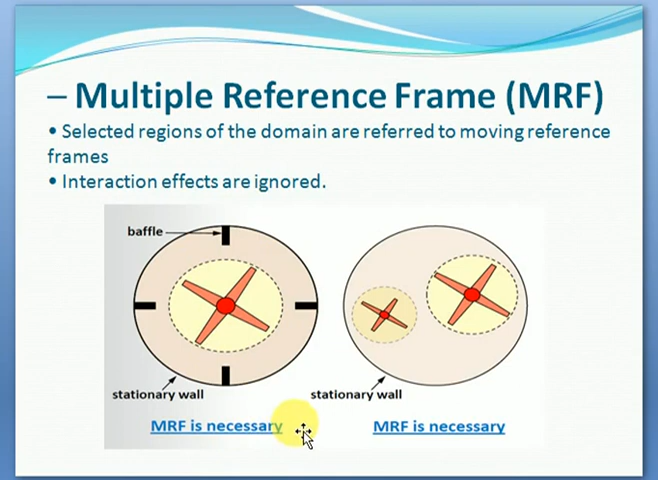 – Multiple Reference Frame (MRF)
• Selected regions of the domain are referred to moving reference
frames
• Interaction effects are ignored.
baffle
stationary wall
stationary wall
MRF is necessary
MRF is necessary